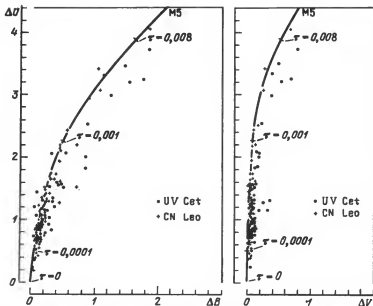 ΔU
M5
τ=0,008
4
3
τ=0,001
2
▪ UV Cet
+ CN Leo
1
τ=0,0001
τ=0
0
0 1 2 ΔB
M5
τ=0,008
τ=0,001
▪ UV Cet
+ CN Leo
τ=0,0001
τ=0
0 1 ΔV